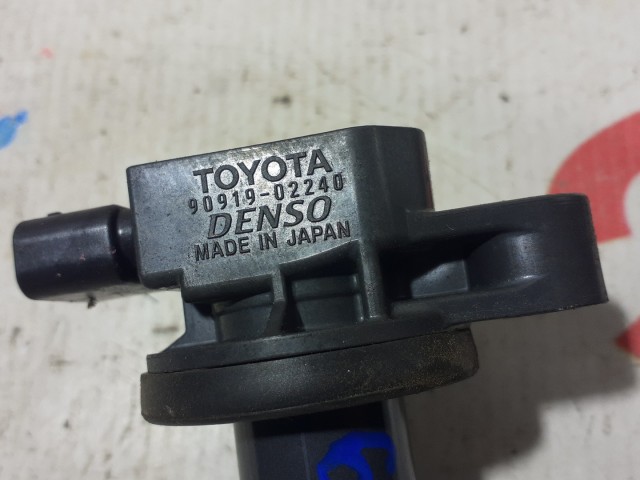 TOYOTA
90919-02240
DENSO
MADE IN JAPAN